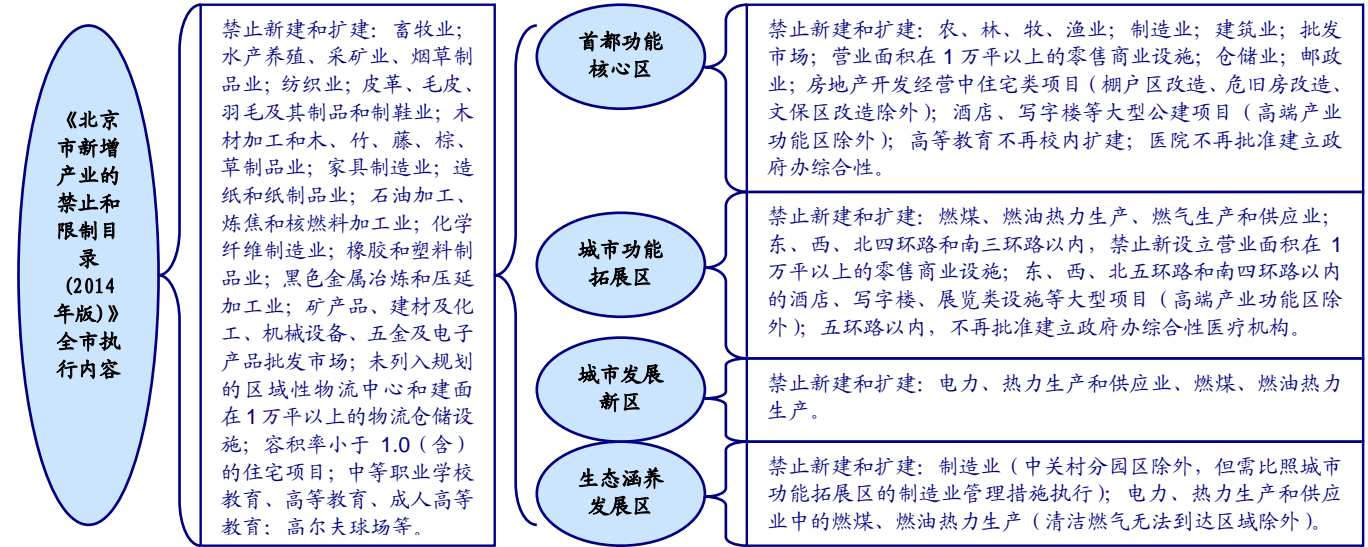 《北京
市新增
产业的
禁止和
限制目
录
(2014
年版)》
全市执
行内容
禁止新建和扩建：畜牧业；
水产养殖、采矿业、烟草制
品业；纺织业；皮革、毛皮、
羽毛及其制品和制鞋业；木
材加工和木、竹、藤、棕、
草制品业；家具制造业；造
纸和纸制品业；石油加工、
炼焦和核燃料加工业；化学
纤维制造业；橡胶和塑料制
品业；黑色金属冶炼和压延
加工业；矿产品、建材及化
工、机械设备、五金及电子
产品批发市场；未列入规划
的区域性物流中心和建面
在1万平以上的物流仓储设
施；容积率小于 1.0（含）
的住宅项目；中等职业学校
教育、高等教育、成人高等
教育；高尔夫球场等。
首都功能
核心区
禁止新建和扩建：农、林、牧、渔业；制造业；建筑业；批发
市场；营业面积在 1 万平以上的零售商业设施；仓储业；邮政
业；房地产开发经营中住宅类项目（棚户区改造、危旧房改造、
文保区改造除外）；酒店、写字楼等大型公建项目（高端产业
功能区除外）；高等教育不再校内扩建；医院不再批准建立政
府办综合性。
城市功能
拓展区
禁止新建和扩建：燃煤、燃油热力生产、燃气生产和供应业；
东、西、北四环路和南三环路以内，禁止新设立营业面积在 1
万平以上的零售商业设施；东、西、北五环路和南四环路以内
的酒店、写字楼、展览类设施等大型项目（高端产业功能区除
外）；五环路以内，不再批准建立政府办综合性医疗机构。
城市发展
新区
禁止新建和扩建：电力、热力生产和供应业、燃煤、燃油热力
生产。
生态涵养
发展区
禁止新建和扩建：制造业（中关村分园区除外，但需比照城市
功能拓展区的制造业管理措施执行）；电力、热力生产和供应
业中的燃煤、燃油热力生产（清洁燃气无法到达区域除外）。